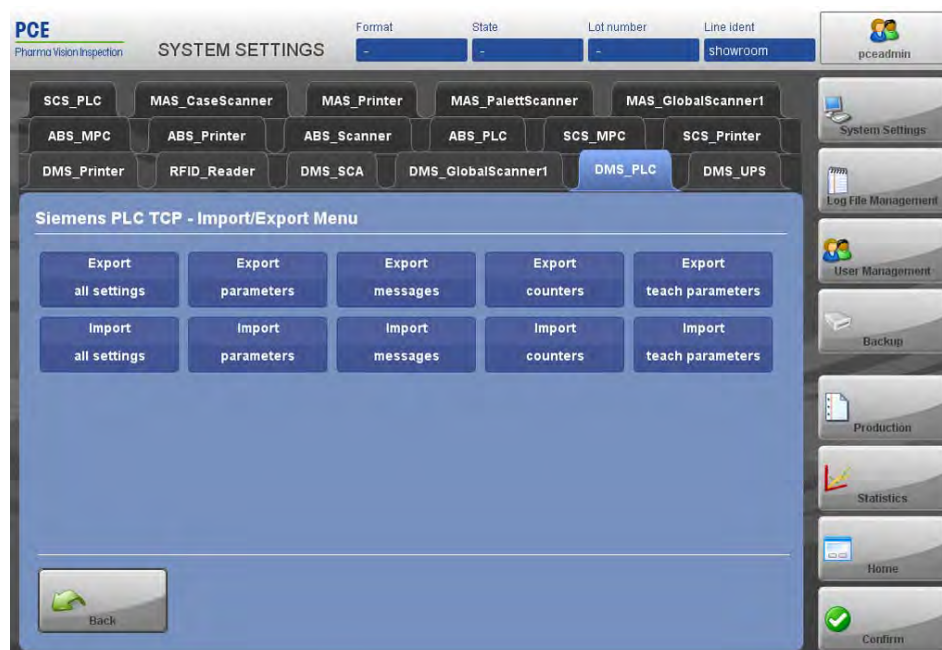 PCE
Pharma Vision Inspection
SYSTEM SETTINGS
Format
-
State
-
Lot number
-
Line ident
showroom
pceadmin
SCS_PLC
MAS_CaseScanner
MAS_Printer
MAS_PalettScanner
MAS_GlobalScanner1
ABS_MPC
ABS_Printer
ABS_Scanner
ABS_PLC
SCS_MPC
SCS_Printer
DMS_Printer
RFID_Reader
DMS_SCA
DMS_GlobalScanner1
DMS_PLC
DMS_UPS
Siemens PLC TCP - Import/Export Menu
Export
all settings
Export
parameters
Export
messages
Export
counters
Export
teach parameters
Import
all settings
Import
parameters
Import
messages
Import
counters
Import
teach parameters
Back
System Settings
Log File Management
User Management
Backup
Production
Statistics
Home
Confirm